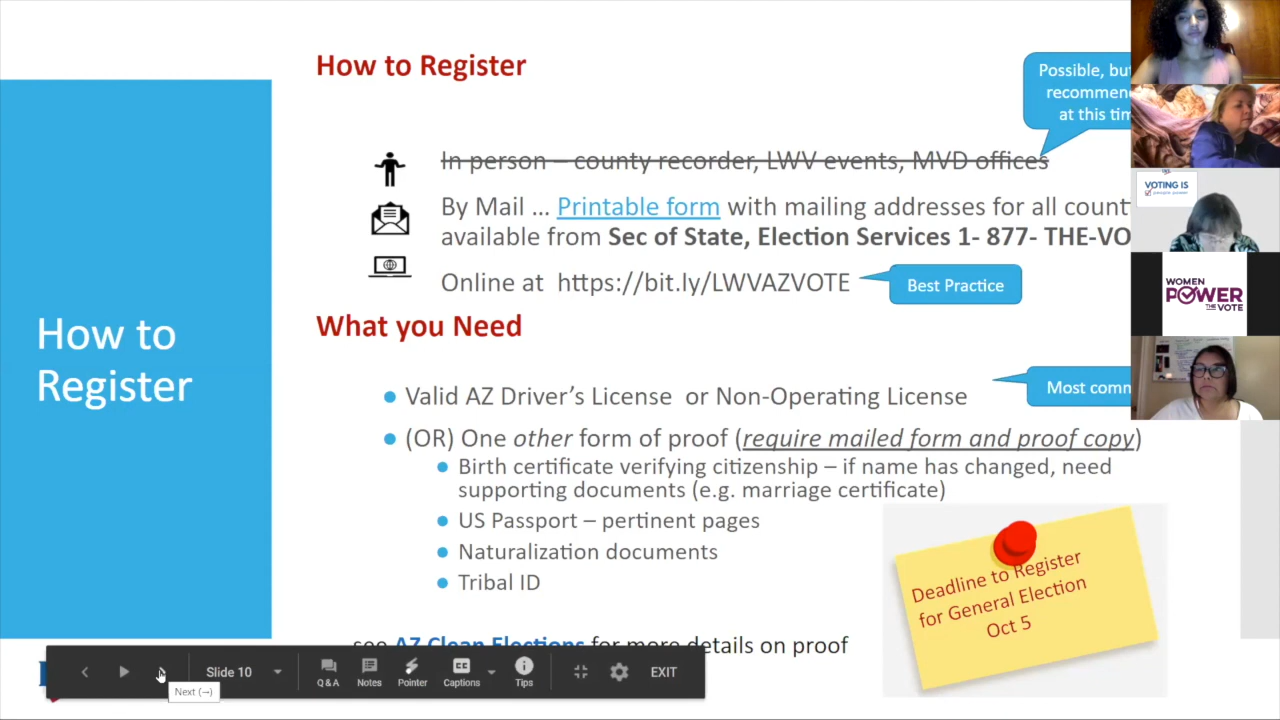 How to Register
Possible, but
recommen
at this tim
In person – county recorder, LWV events, MVD offices
By Mail ... Printable form with mailing addresses for all count
available from Sec of State, Election Services 1- 877- THE-VO
Online at https://bit.ly/LWVAZVOTE
Best Practice
How to
Register
What you Need
Valid AZ Driver's License or Non-Operating License
Most comm
(OR) One other form of proof (require mailed form and proof copy)
Birth certificate verifying citizenship – if name has changed, need
supporting documents (e.g. marriage certificate)
US Passport – pertinent pages
Naturalization documents
Tribal ID
Deadline to Register
for General Election
Oct 5
see AZ Clean Elections for more details on proof
Slide 10
Q & A
Notes
Pointer
Captions
Tips
EXIT
Next (→)
VOTING IS
people power
WOMEN
POWER
THE VOTE